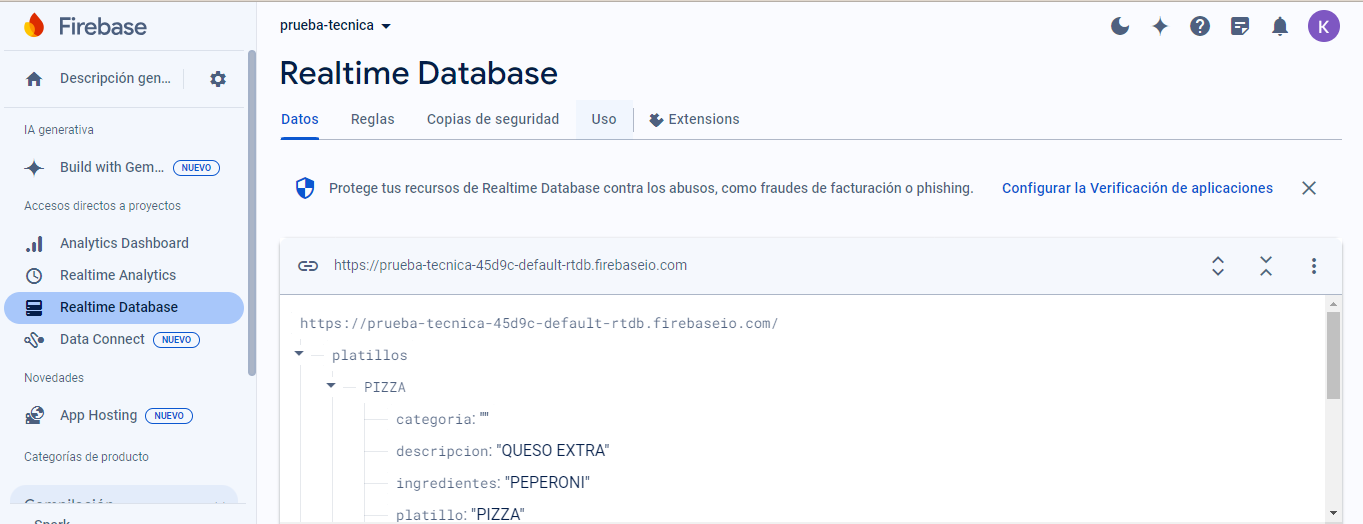 Firebase
prueba-tecnica
K
Descripción gen...
Realtime Database
Datos
Reglas
Copias de seguridad
Uso
Extensions
IA generativa
Build with Gem...
NUEVO
Accesos directos a proyectos
Analytics Dashboard
Realtime Analytics
Realtime Database
Data Connect
NUEVO
Novedades
App Hosting
NUEVO
Categorías de producto
Compilación
Spark
Protege tus recursos de Realtime Database contra los abusos, como fraudes de facturación o phishing.
Configurar la Verificación de aplicaciones
https://prueba-tecnica-45d9c-default-rtdb.firebaseio.com
https://prueba-tecnica-45d9c-default-rtdb.firebaseio.com/
platillos
PIZZA
categoria: ""
descripcion: "QUESO EXTRA"
ingredientes: "PEPERONI"
platillo: "PIZZA"